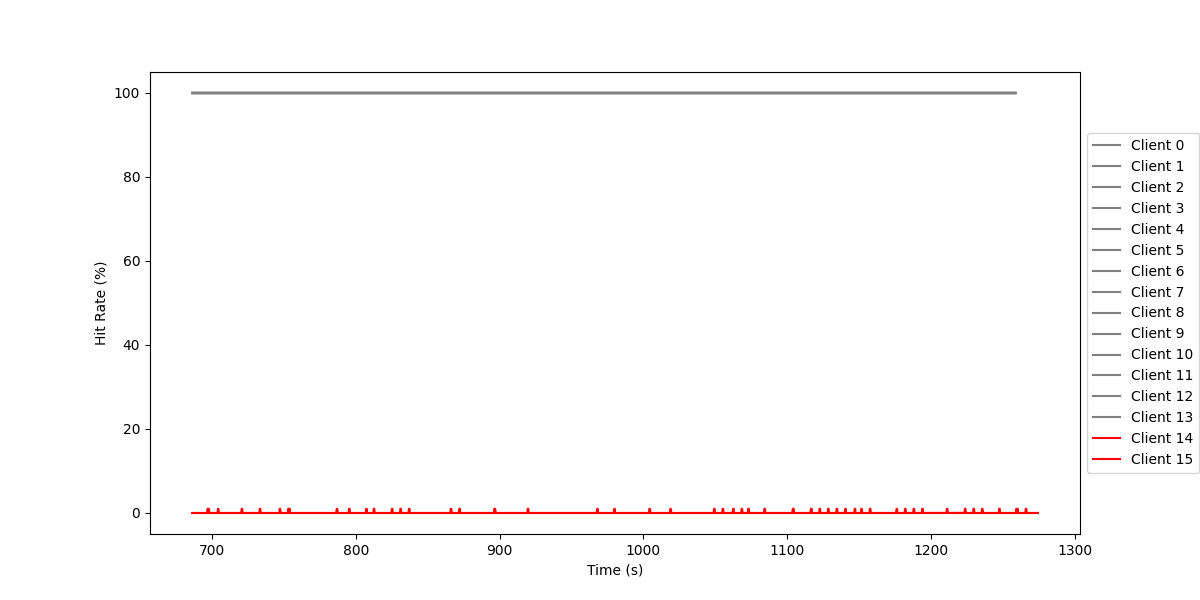 100
80
60
40
20
0
Hit Rate (%)
700 800 900 1000 1100 1200 1300
Time (s)
Client 0
Client 1
Client 2
Client 3
Client 4
Client 5
Client 6
Client 7
Client 8
Client 9
Client 10
Client 11
Client 12
Client 13
Client 14
Client 15